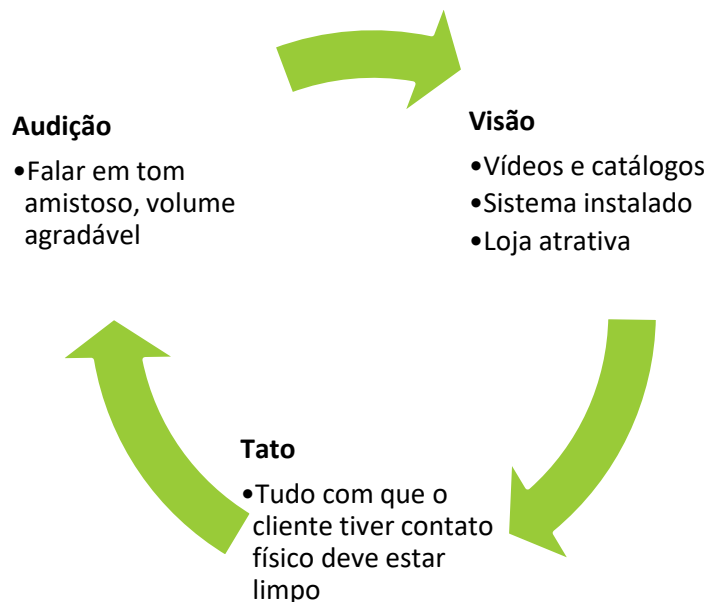 Audição
•Falar em tom
amistoso, volume
agradável
Visão
•Vídeos e catálogos
•Sistema instalado
•Loja atrativa
Tato
•Tudo com que o
cliente tiver contato
físico deve estar
limpo